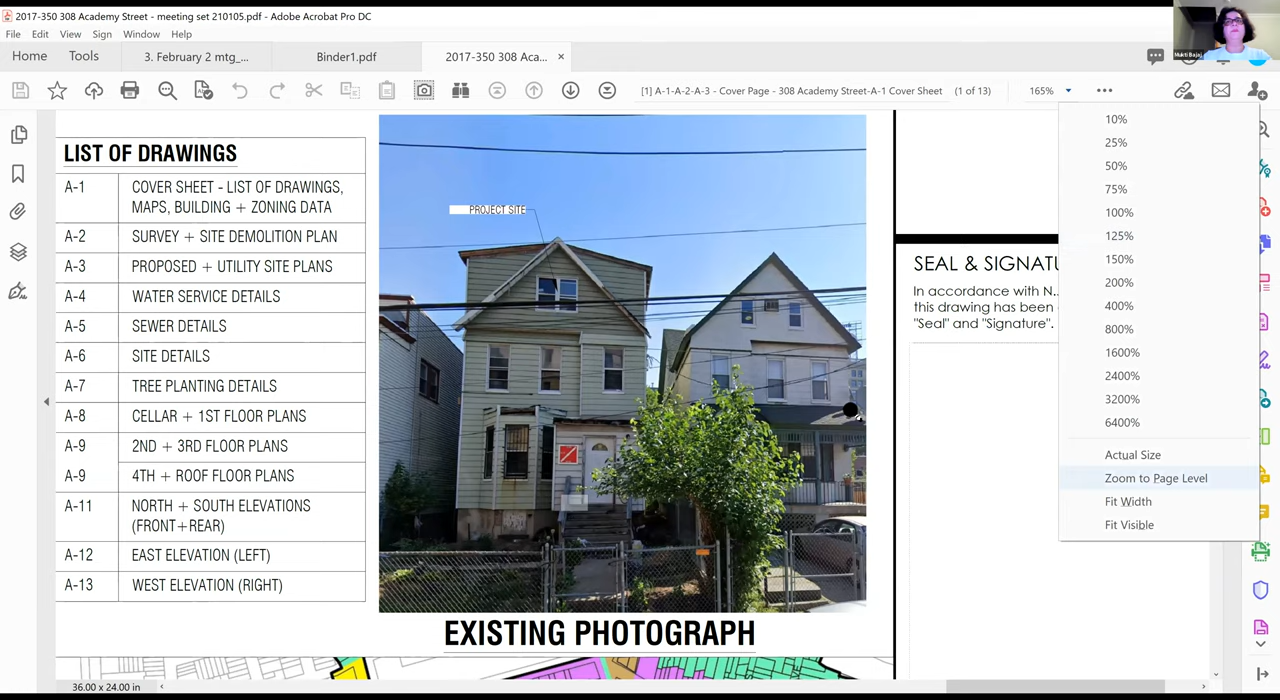 2017-350 308 Academy Street - meeting set 210105.pdf - Adobe Acrobat Pro DC
File Edit View Sign Window Help
Home Tools 3. February 2 mtg_... Binder1.pdf 2017-350 308 Aca... ×
[1] A-1-A-2-A-3 - Cover Page - 308 Academy Street-A-1 Cover Sheet (1 of 13) 165%
Mukti Bajaj
LIST OF DRAWINGS
A-1 COVER SHEET - LIST OF DRAWINGS,
MAPS, BUILDING + ZONING DATA
A-2 SURVEY + SITE DEMOLITION PLAN
A-3 PROPOSED + UTILITY SITE PLANS
A-4 WATER SERVICE DETAILS
A-5 SEWER DETAILS
A-6 SITE DETAILS
A-7 TREE PLANTING DETAILS
A-8 CELLAR + 1ST FLOOR PLANS
A-9 2ND + 3RD FLOOR PLANS
A-9 4TH + ROOF FLOOR PLANS
A-11 NORTH + SOUTH ELEVATIONS
(FRONT+REAR)
A-12 EAST ELEVATION (LEFT)
A-13 WEST ELEVATION (RIGHT)
PROJECT SITE
EXISTING PHOTOGRAPH
SEAL & SIGNATU
In accordance with N..
this drawing has been
"Seal" and "Signature".
10%
25%
50%
75%
100%
125%
150%
200%
400%
800%
1600%
2400%
3200%
6400%
Actual Size
Zoom to Page Level
Fit Width
Fit Visible
36.00 x 24.00 in